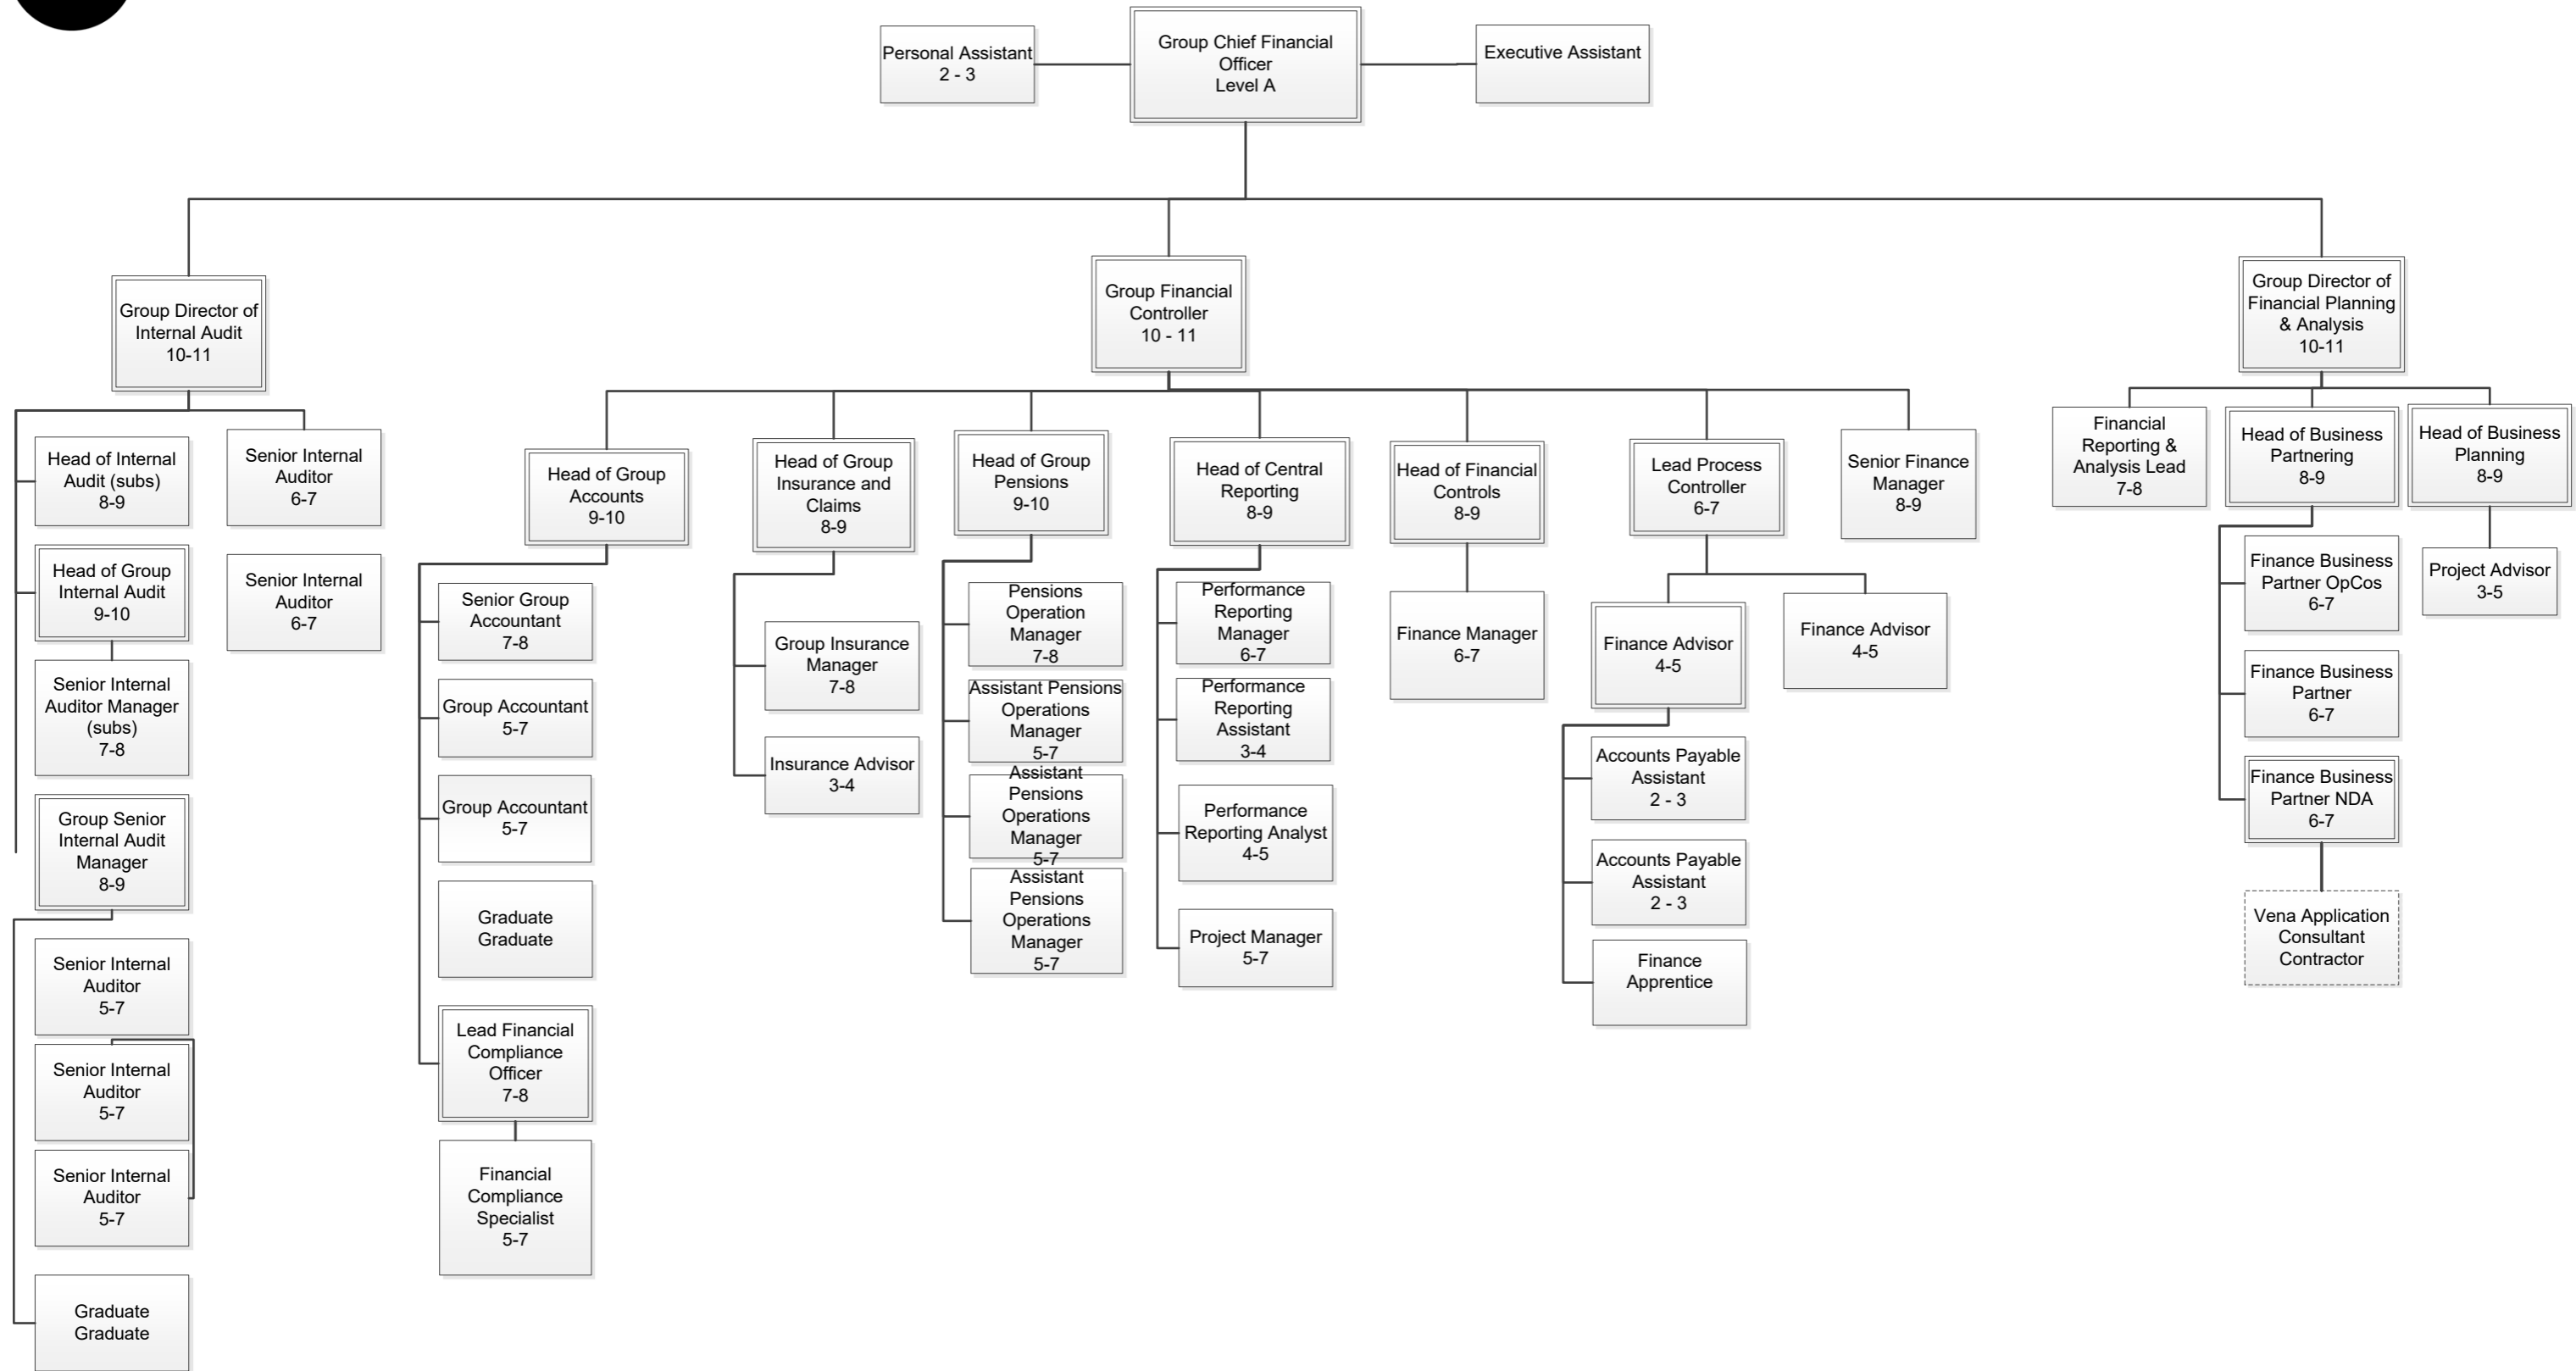 Personal Assistant
2 - 3
Group Chief Financial
Officer
Level A
Executive Assistant
Group Director of
Internal Audit
10-11
Group Financial
Controller
10 - 11
Group Director of
Financial Planning
& Analysis
10-11
Head of Internal
Audit (subs)
8-9
Senior Internal
Auditor
6-7
Head of Group
Internal Audit
9-10
Senior Internal
Auditor
6-7
Senior Internal
Auditor Manager
(subs)
7-8
Group Senior
Internal Audit
Manager
8-9
Senior Internal
Auditor
5-7
Senior Internal
Auditor
5-7
Senior Internal
Auditor
5-7
Graduate
Graduate
Head of Group
Accounts
9-10
Senior Group
Accountant
7-8
Group Accountant
5-7
Group Accountant
5-7
Graduate
Graduate
Lead Financial
Compliance
Officer
7-8
Financial
Compliance
Specialist
5-7
Head of Group
Insurance and
Claims
8-9
Group Insurance
Manager
7-8
Insurance Advisor
3-4
Head of Group
Pensions
9-10
Pensions
Operation
Manager
7-8
Assistant Pensions
Operations
Manager
5-7
Assistant
Pensions
Operations
Manager
5-7
Assistant
Pensions
Operations
Manager
5-7
Head of Central
Reporting
8-9
Performance
Reporting
Manager
6-7
Performance
Reporting
Assistant
3-4
Performance
Reporting Analyst
4-5
Project Manager
5-7
Head of Financial
Controls
8-9
Finance Manager
6-7
Lead Process
Controller
6-7
Finance Advisor
4-5
Finance Advisor
4-5
Accounts Payable
Assistant
2 - 3
Accounts Payable
Assistant
2 - 3
Finance
Apprentice
Senior Finance
Manager
8-9
Financial
Reporting &
Analysis Lead
7-8
Head of Business
Partnering
8-9
Finance Business
Partner OpCos
6-7
Finance Business
Partner
6-7
Finance Business
Partner NDA
6-7
Vena Application
Consultant
Contractor
Head of Business
Planning
8-9
Project Advisor
3-5